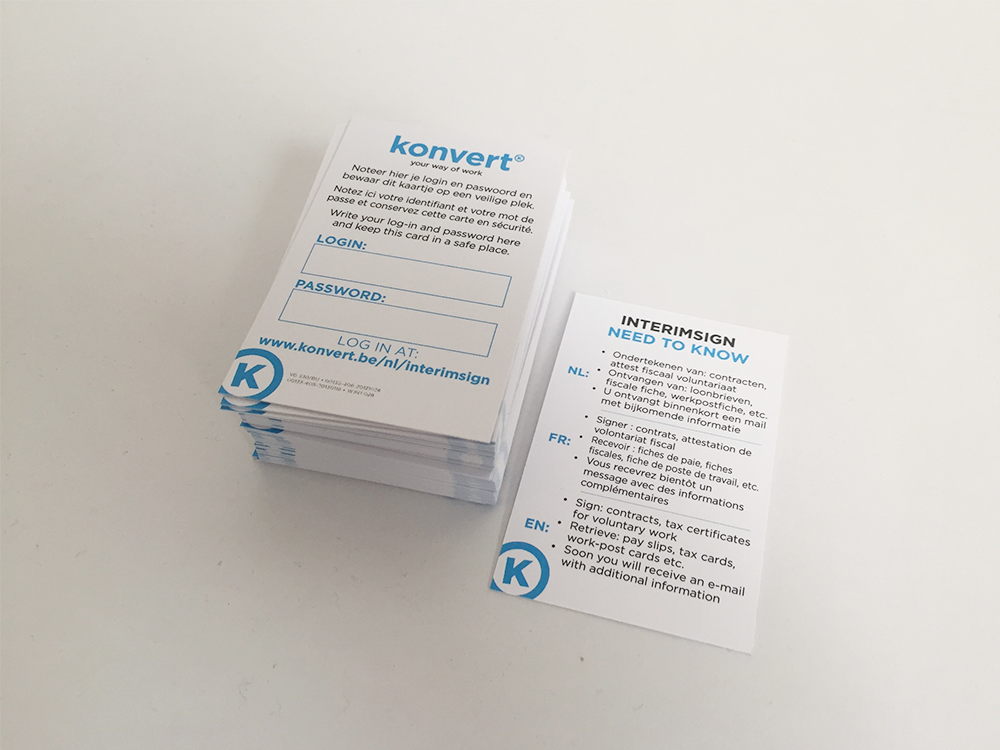 konvert®
your way of work
Noteer hier je login en paswoord en
bewaar dit kaartje op een veilige plek.
Notez ici votre identifiant et votre mot de
passe et conservez cette carte en sécurité.
Write your log-in and password here
and keep this card in a safe place.
LOGIN:
PASSWORD:
LOG IN AT:
www.konvert.be/nl/interimsign
K
INTERIMSIGN
NEED TO KNOW
NL:
• Ondertekenen van: contracten,
attest fiscaal voluntariaat
• Ontvangen van: loonbrieven,
fiscale fiche, werkpostfiche, etc.
• U ontvangt binnenkort een mail
met bijkomende informatie
FR:
• Signer : contrats, attestation de
volontariat fiscal
• Recevoir : fiches de paie, fiches
fiscales, fiche de poste de travail, etc.
• Vous recevrez bientôt un
message avec des informations
complémentaires
EN:
• Sign: contracts, tax certificates
for voluntary work
• Retrieve: pay slips, tax cards,
work-post cards etc.
• Soon you will receive an e-mail
with additional information
K